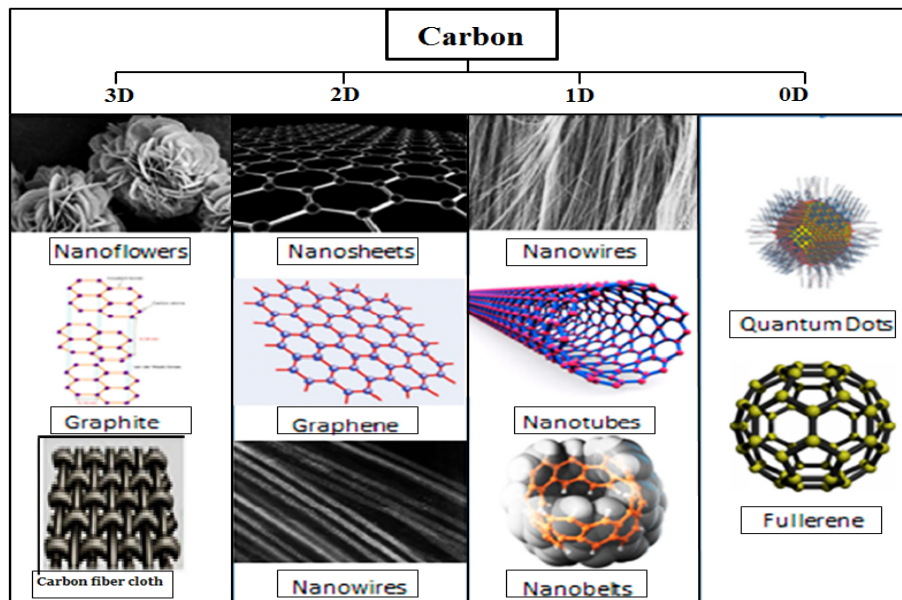 Carbon
3D
2D
1D
0D
Nanoflowers
Nanosheets
Nanowires
Quantum Dots
Graphite
Graphene
Nanotubes
Fullerene
Carbon fiber cloth
Nanowires
Nanobelts